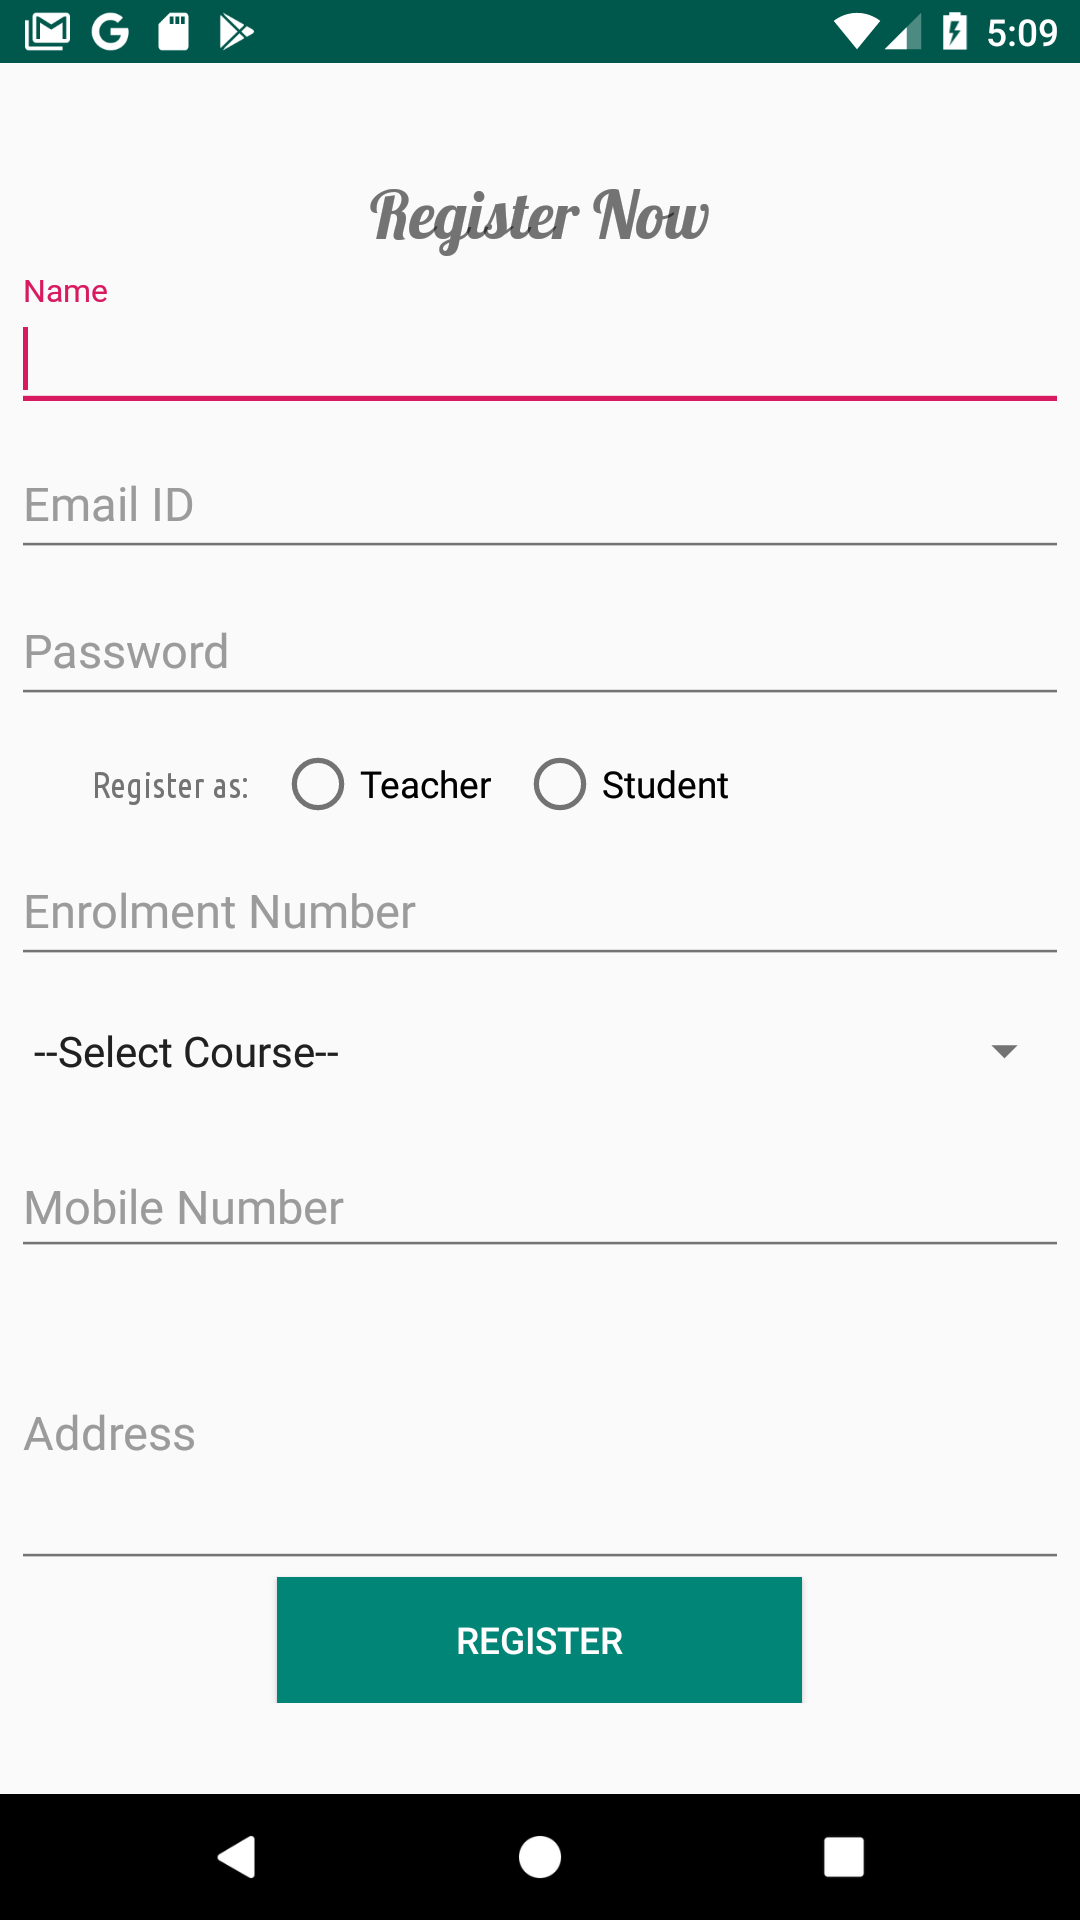 5:09
Register Now
Name
Email ID
Password
Register as: Teacher Student
Enrolment Number
--Select Course--
Mobile Number
Address
REGISTER